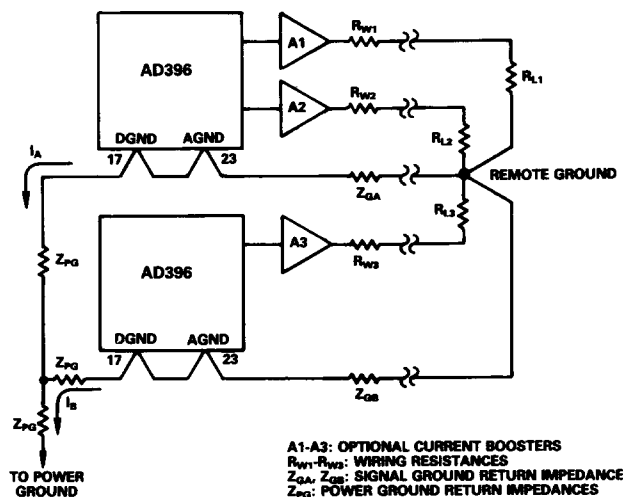 AD396
A1
RW1
RL1
A2
RW2
RL2
DGND AGND
17 23
IA
ZGA
REMOTE GROUND
RL3
ZPG
AD396
A3
RW3
DGND AGND
17 23
ZPG
IB
ZGB
ZPG
TO POWER
GROUND
A1-A3: OPTIONAL CURRENT BOOSTERS
RW1-RW3: WIRING RESISTANCES
ZGA, ZGB: SIGNAL GROUND RETURN IMPEDANCE
ZPG: POWER GROUND RETURN IMPEDANCES